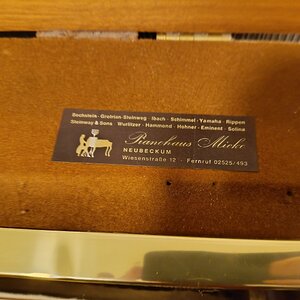 Bechstein · Grotrian-Steinweg · Ibach · Schimmel · Yamaha · Rippen
Steinway & Sons · Wurlitzer · Hammond · Hohner · Eminent · Solina
Pianohaus Micke
NEUBECKUM
Wiesenstraße 12 · Fernruf 02525/493